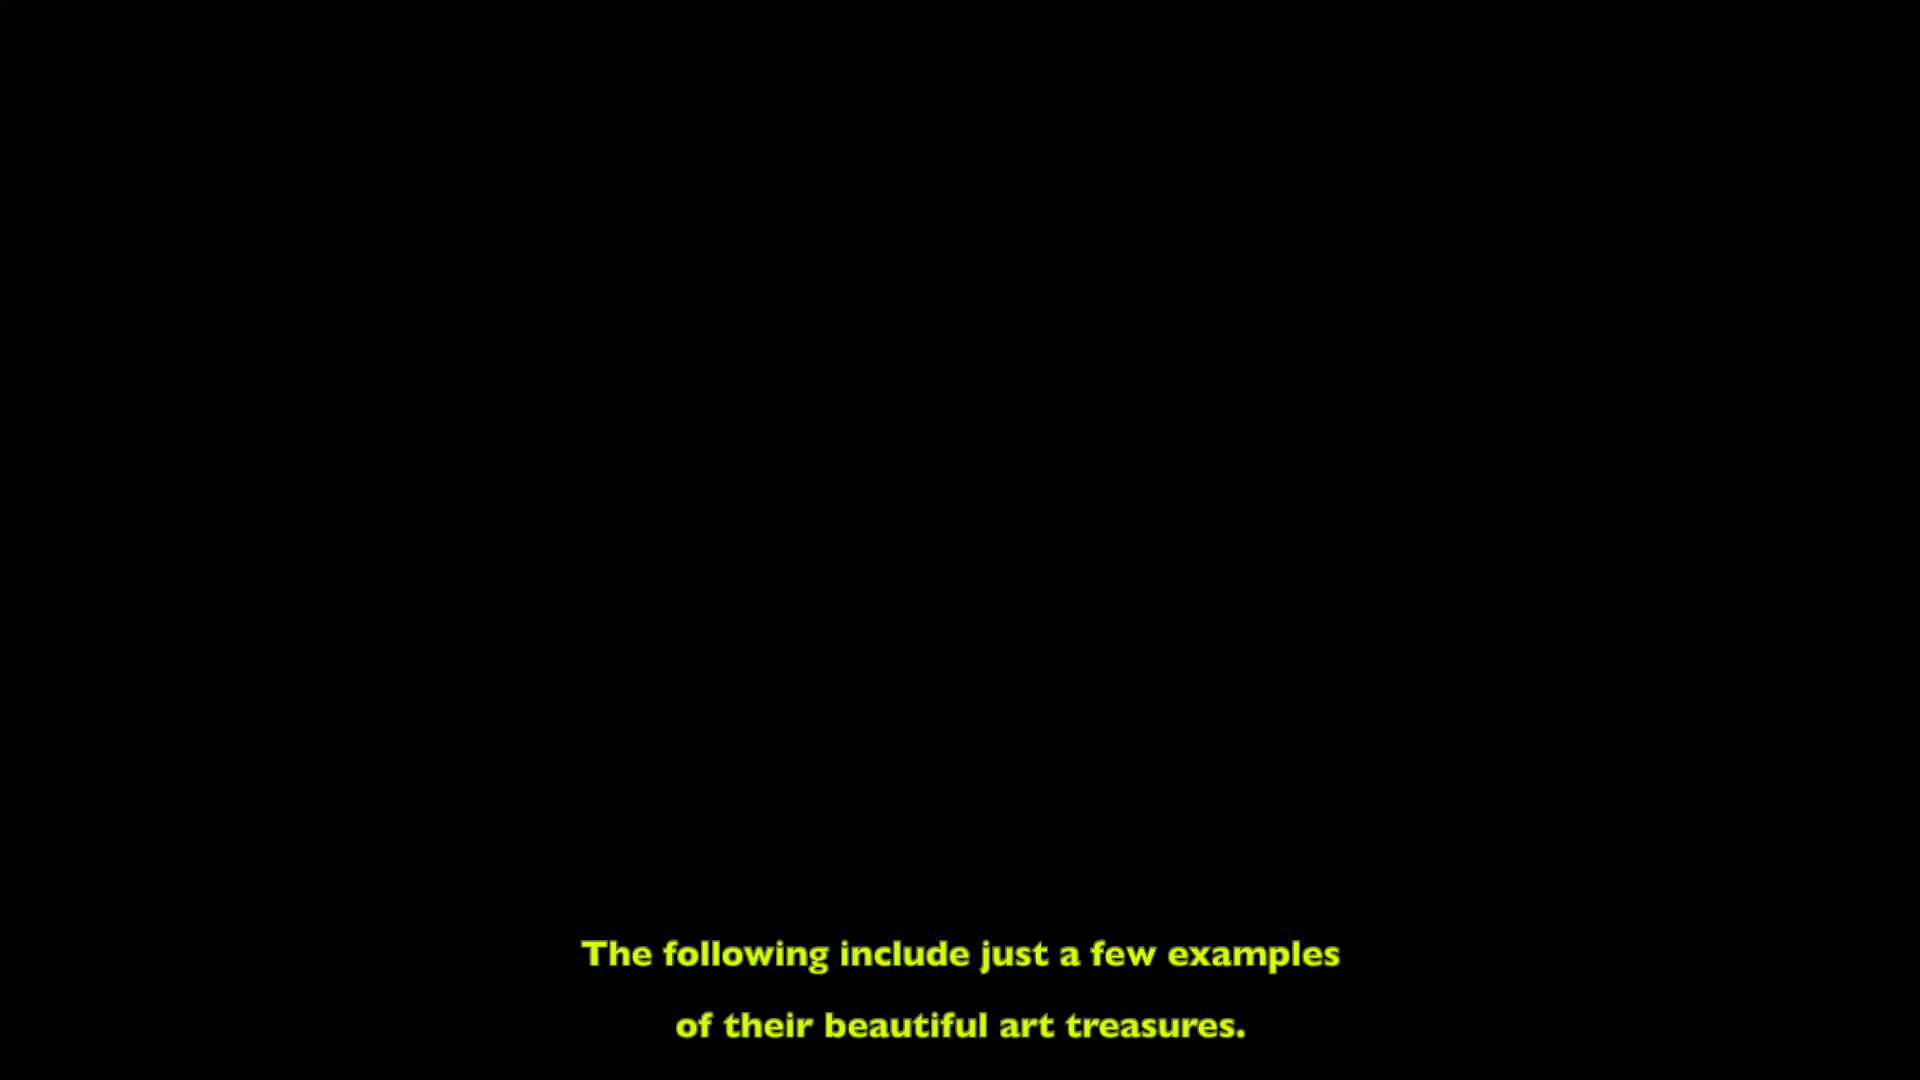 The following include just a few examples
of their beautiful art treasures.